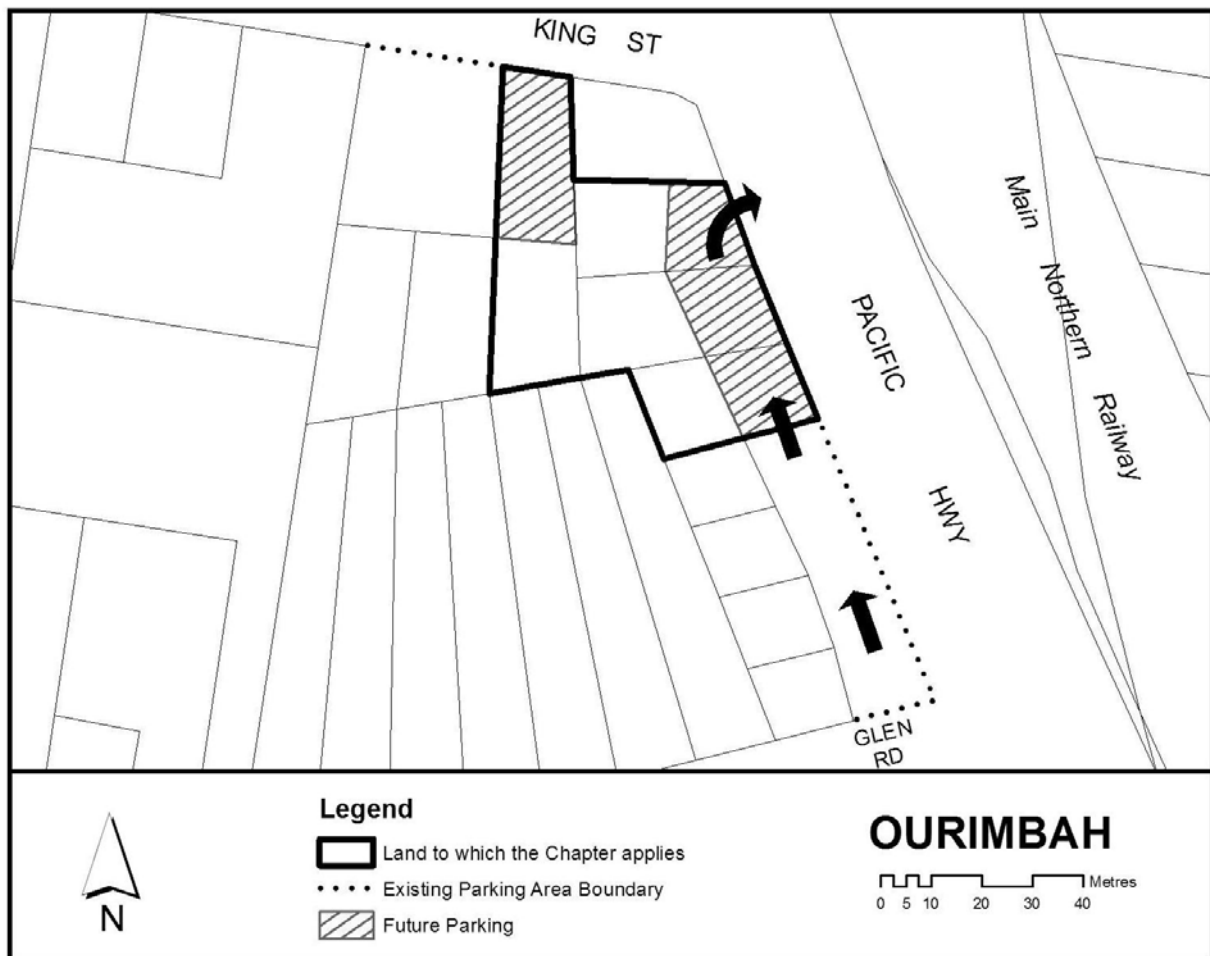 KING ST
Main Northern Railway
PACIFIC HWY
GLEN
RD
Legend
Land to which the Chapter applies
Existing Parking Area Boundary
Future Parking
N
OURIMBAH
Metres
0 5 10 20 30 40